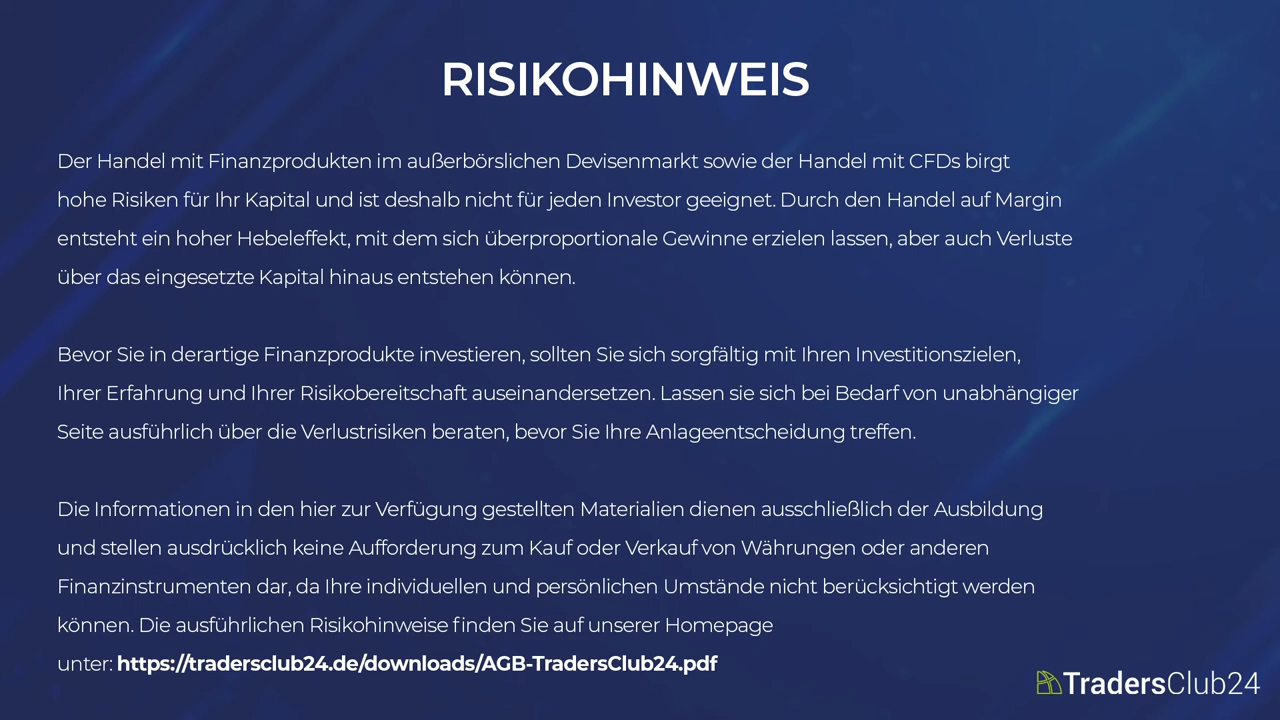 RISIKOHINWEIS
Der Handel mit Finanzprodukten im außerbörslichen Devisenmarkt sowie der Handel mit CFDs birgt
hohe Risiken für Ihr Kapital und ist deshalb nicht für jeden Investor geeignet. Durch den Handel auf Margin
entsteht ein hoher Hebeleffekt, mit dem sich überproportionale Gewinne erzielen lassen, aber auch Verluste
über das eingesetzte Kapital hinaus entstehen können.
Bevor Sie in derartige Finanzprodukte investieren, sollten Sie sich sorgfältig mit Ihren Investitionszielen,
Ihrer Erfahrung und Ihrer Risikobereitschaft auseinandersetzen. Lassen sie sich bei Bedarf von unabhängiger
Seite ausführlich über die Verlustrisiken beraten, bevor Sie Ihre Anlageentscheidung treffen.
Die Informationen in den hier zur Verfügung gestellten Materialien dienen ausschließlich der Ausbildung
und stellen ausdrücklich keine Aufforderung zum Kauf oder Verkauf von Währungen oder anderen
Finanzinstrumenten dar, da Ihre individuellen und persönlichen Umstände nicht berücksichtigt werden
können. Die ausführlichen Risikohinweise finden Sie auf unserer Homepage
unter: https://tradersclub24.de/downloads/AGB-TradersClub24.pdf
TradersClub24